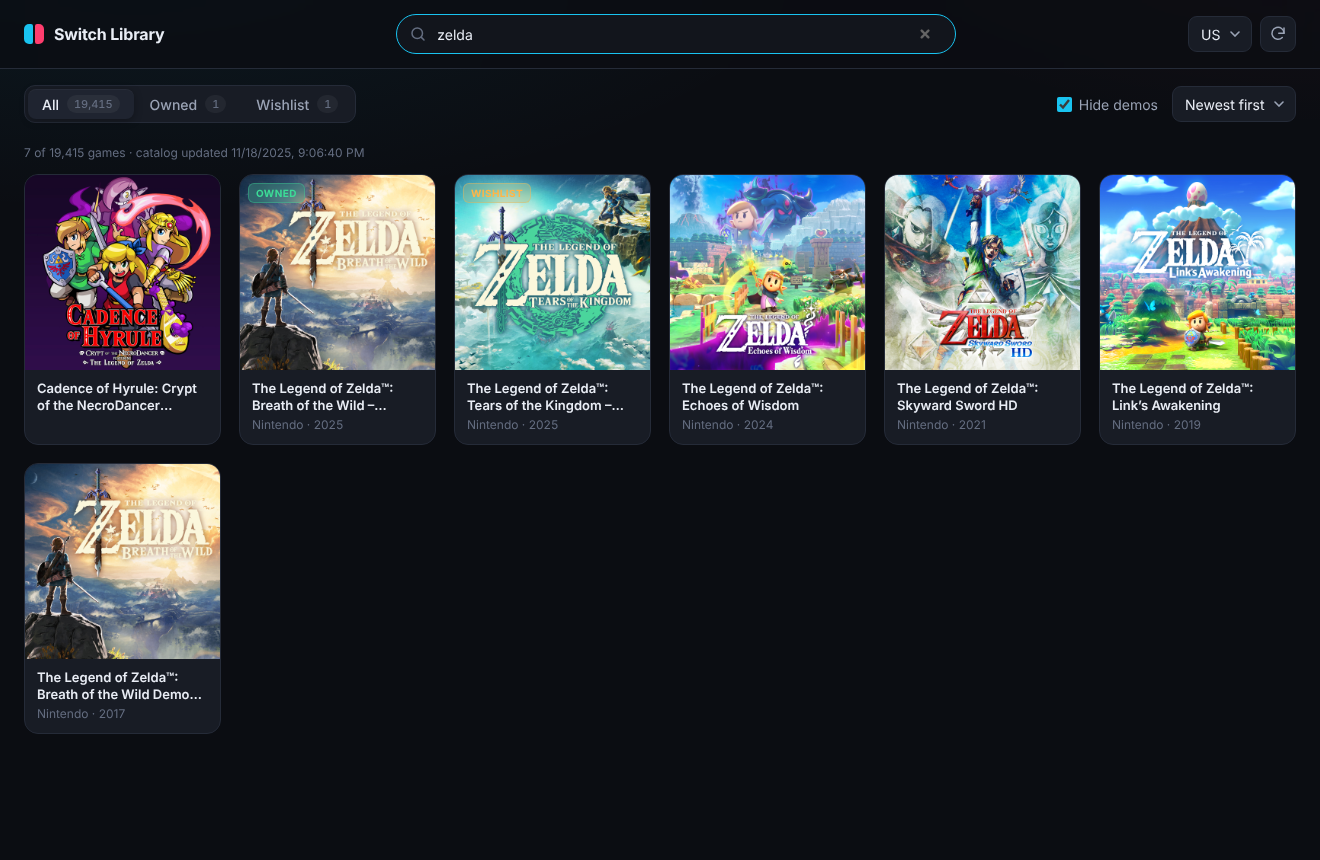 Switch Library
zelda
US
All 19,415 Owned 1 Wishlist 1
Hide demos
Newest first
7 of 19,415 games · catalog updated 11/18/2025, 9:06:40 PM
CADENCE
OF HYRULE
CRYPT OF THE NECRODANCER
THE LEGEND OF ZELDA
Cadence of Hyrule: Crypt
of the NecroDancer...
OWNED
THE LEGEND OF
ZELDA
BREATH OF THE WILD
The Legend of Zelda™:
Breath of the Wild –...
Nintendo · 2025
WISHLIST
THE LEGEND OF
ZELDA
TEARS OF THE KINGDOM
The Legend of Zelda™:
Tears of the Kingdom –...
Nintendo · 2025
THE LEGEND OF
ZELDA
Echoes of Wisdom
The Legend of Zelda™:
Echoes of Wisdom
Nintendo · 2024
THE LEGEND OF
ZELDA
SKYWARD SWORD
HD
The Legend of Zelda™:
Skyward Sword HD
Nintendo · 2021
THE LEGEND OF
ZELDA
Link's Awakening
The Legend of Zelda™:
Link’s Awakening
Nintendo · 2019
THE LEGEND OF
ZELDA
BREATH OF THE WILD
The Legend of Zelda™:
Breath of the Wild Demo...
Nintendo · 2017